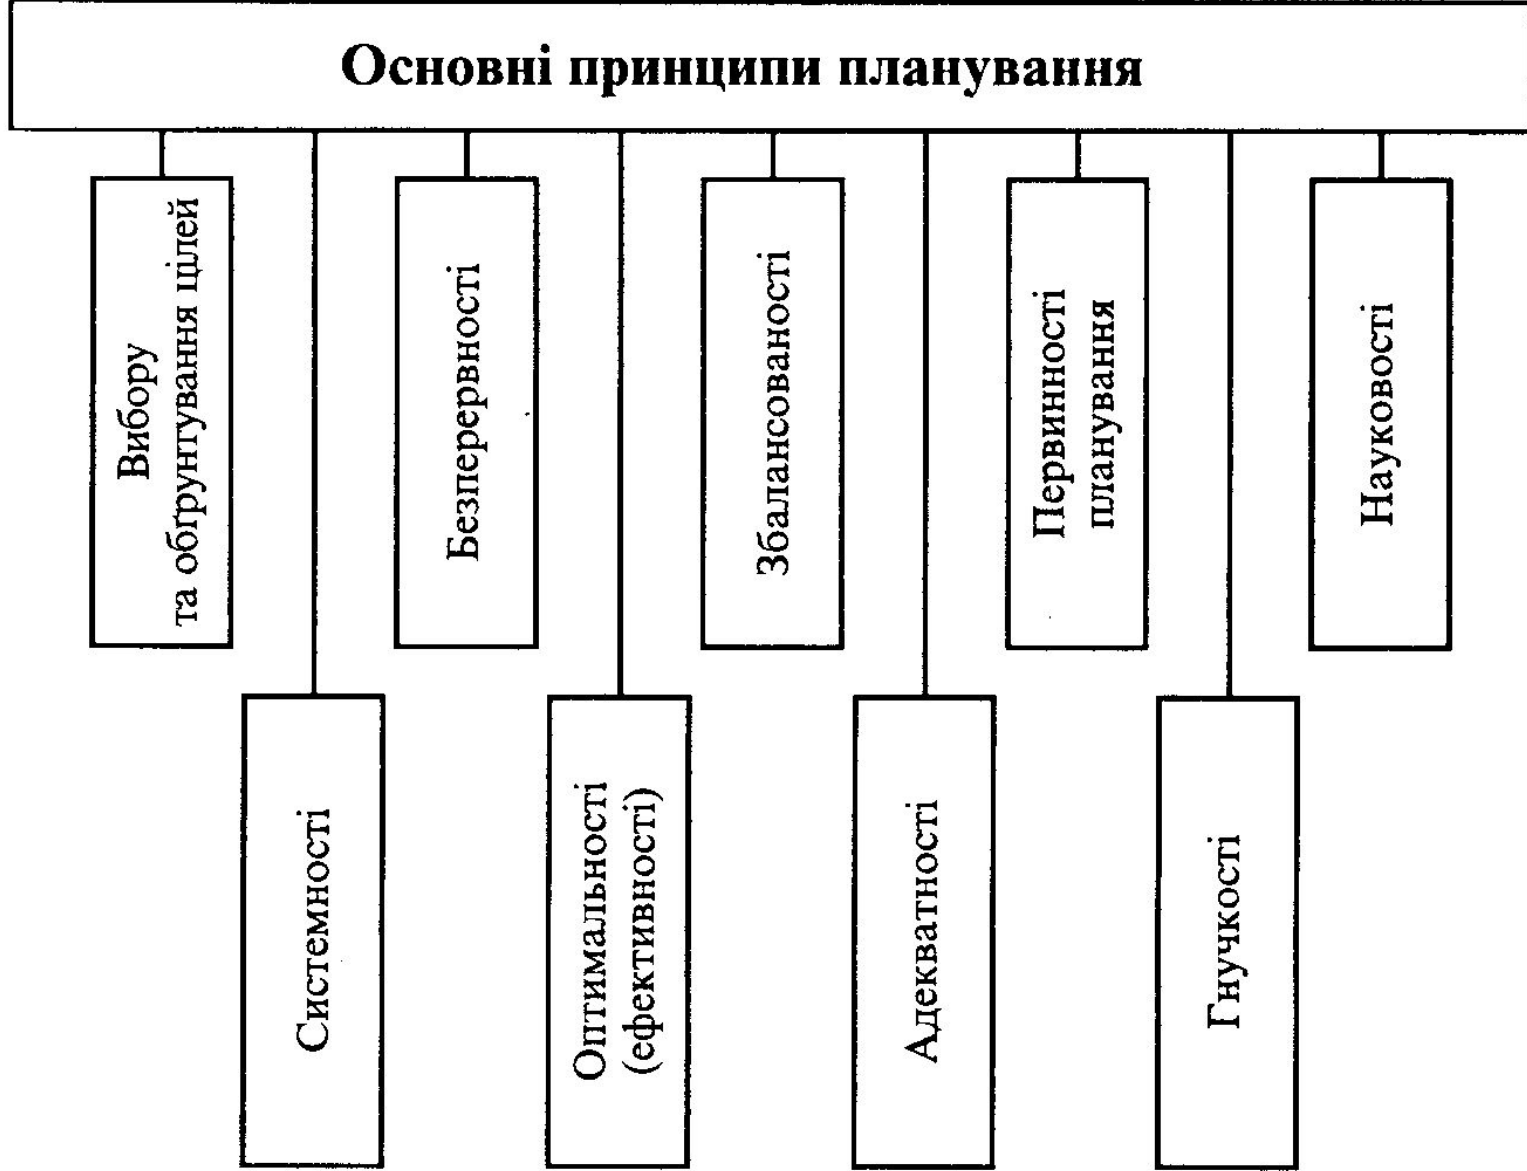 Основні принципи планування
Вибору
та обґрунтування цілей
Системності
Безперервності
Оптимальності
(ефективності)
Збалансованості
Адекватності
Первинності
планування
Гнучкості
Науковості